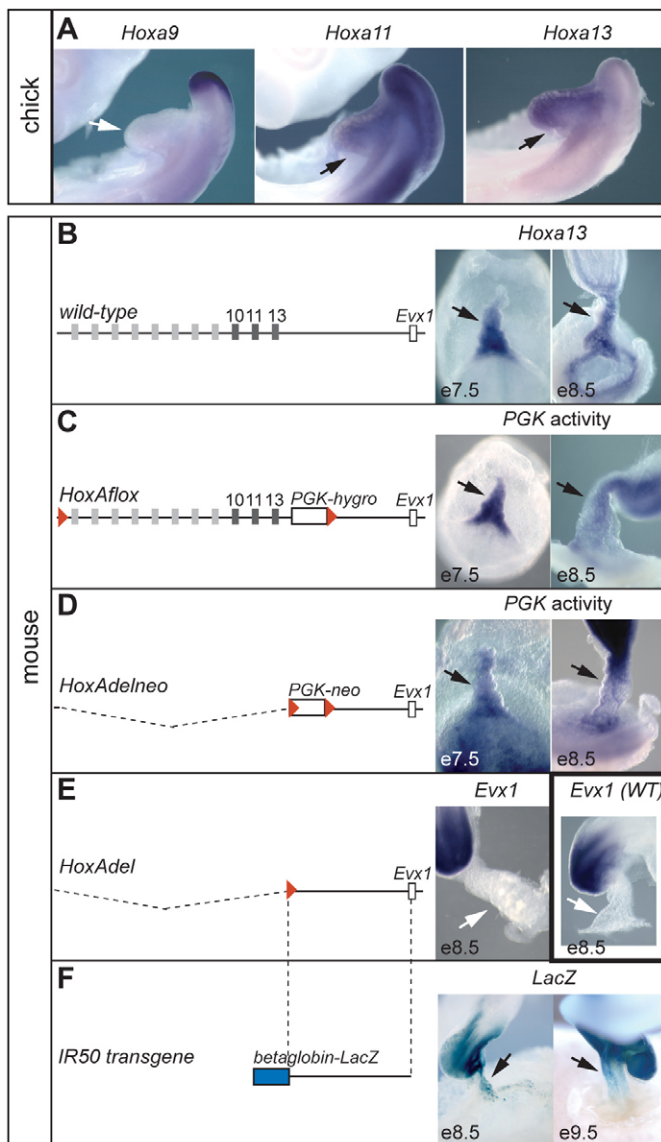 chick
A
Hoxa9
Hoxa11
Hoxa13
mouse
B
Hoxa13
wild-type
10 11 13
Evx1
e7.5
e8.5
C
PGK activity
HoxAflox
10 11 13
PGK-hygro
Evx1
e7.5
e8.5
D
PGK activity
HoxAdelneo
PGK-neo
Evx1
e7.5
e8.5
E
Evx1
Evx1 (WT)
HoxAdel
Evx1
e8.5
e8.5
F
LacZ
IR50 transgene
betaglobin-LacZ
e8.5
e9.5